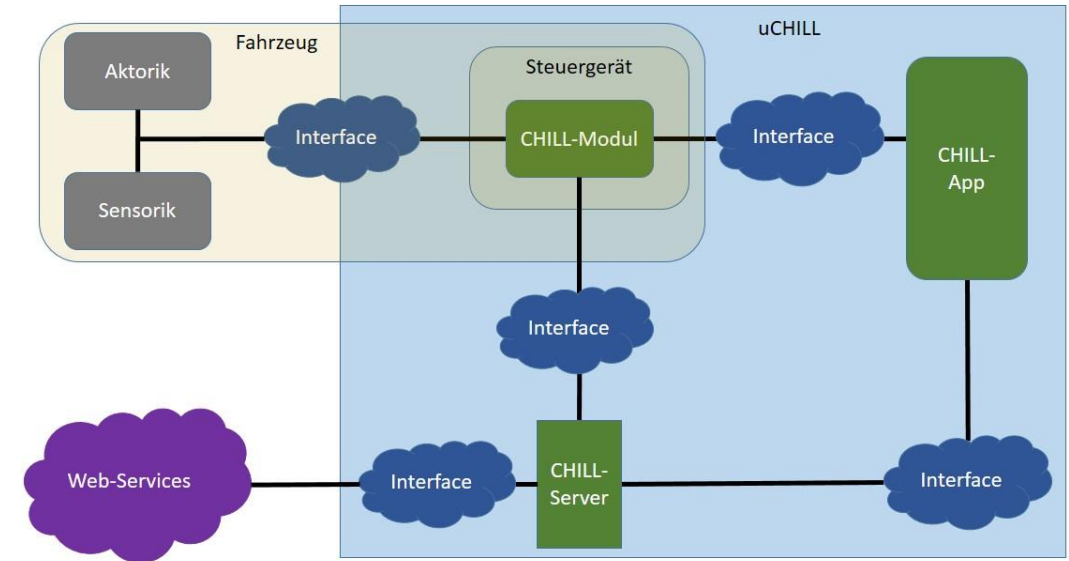 uCHILL
Fahrzeug
Aktorik
Steuergerät
Interface
CHILL-Modul
Interface
CHILL-
App
Sensorik
Interface
Web-Services
Interface
CHILL-
Server
Interface